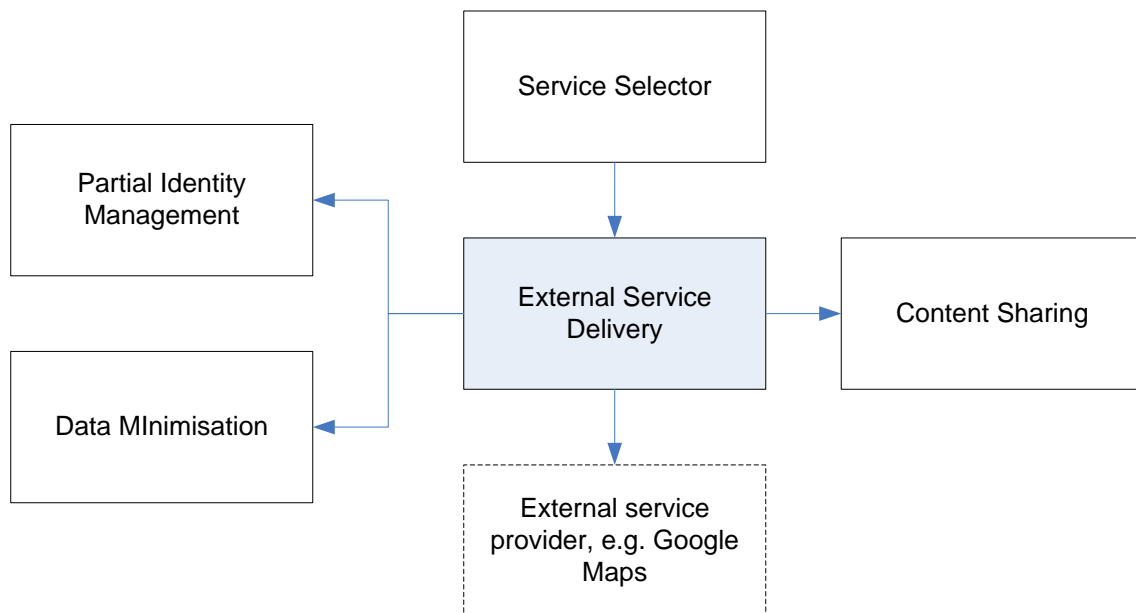 Service Selector
Partial Identity
Management
External Service
Delivery
Content Sharing
Data MInimisation
External service
provider, e.g. Google
Maps